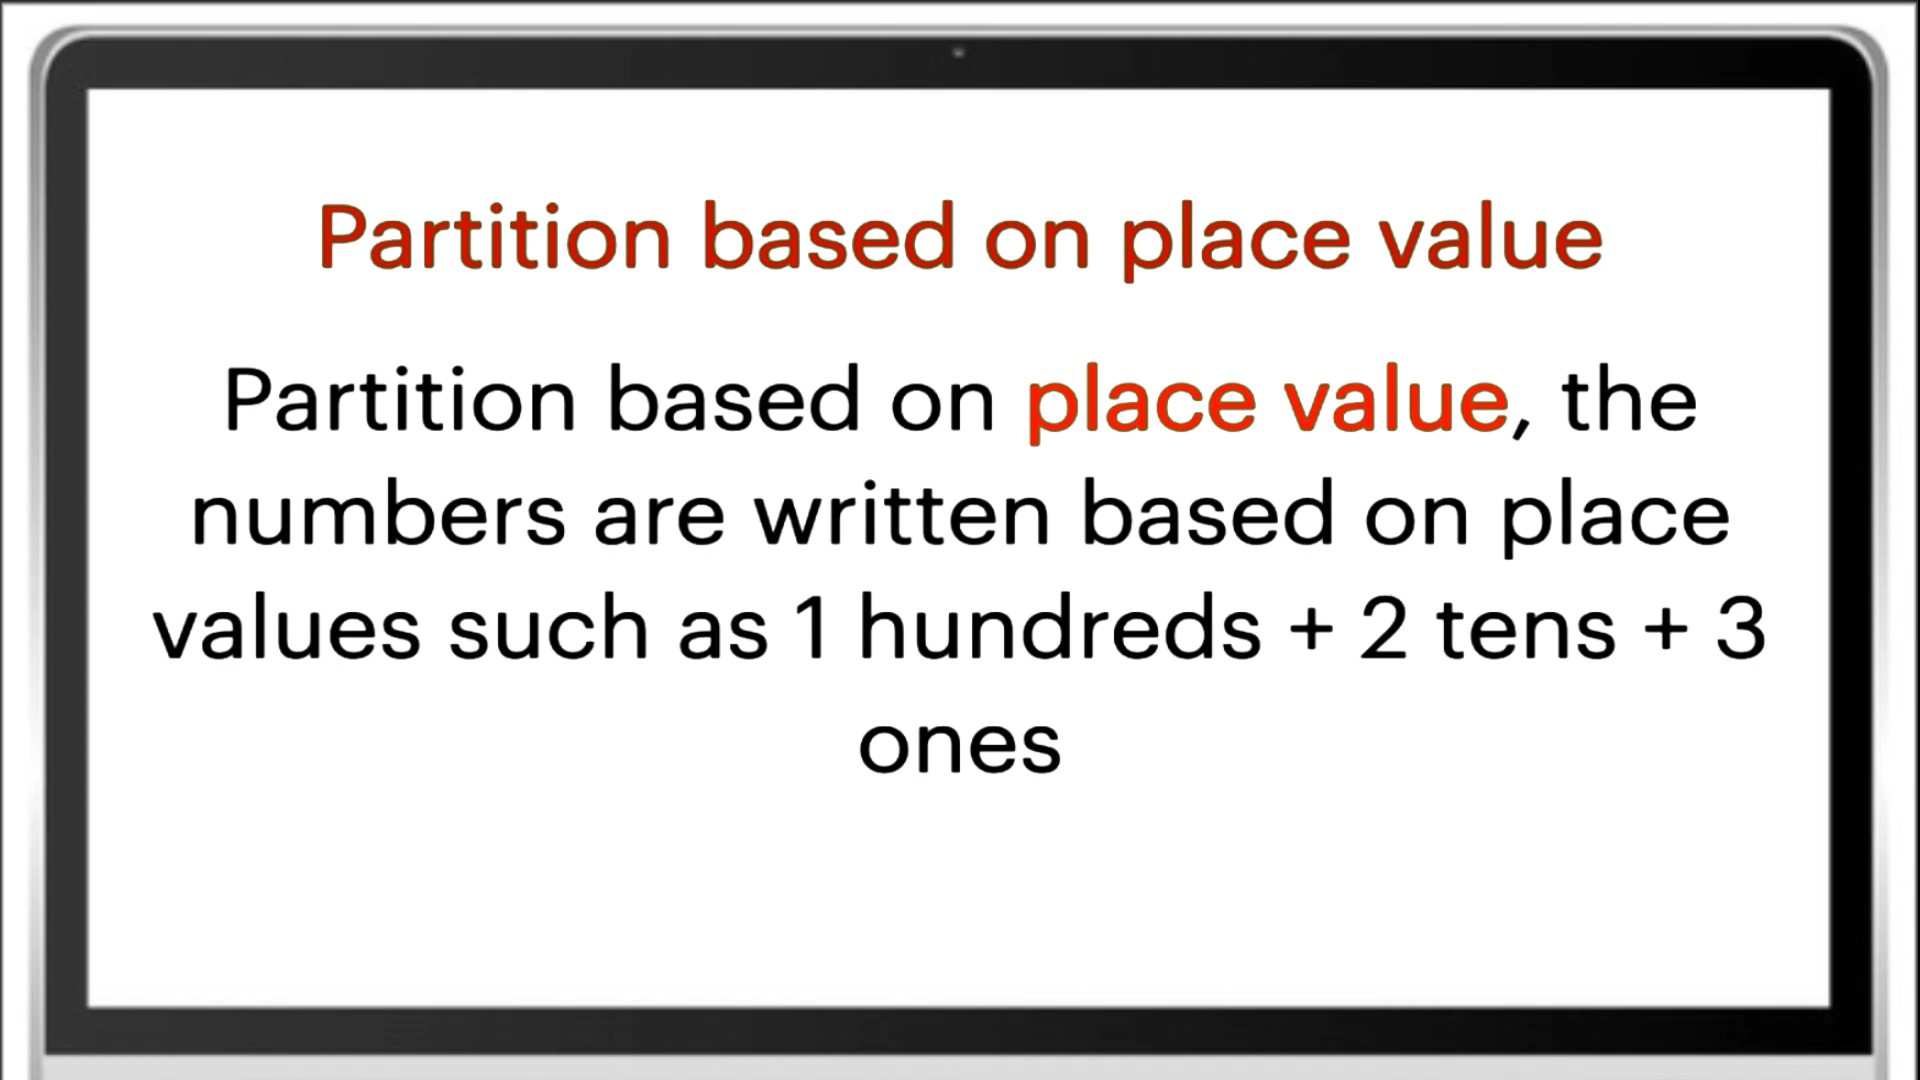 Partition based on place value
Partition based on place value, the
numbers are written based on place
values such as 1 hundreds + 2 tens + 3
ones